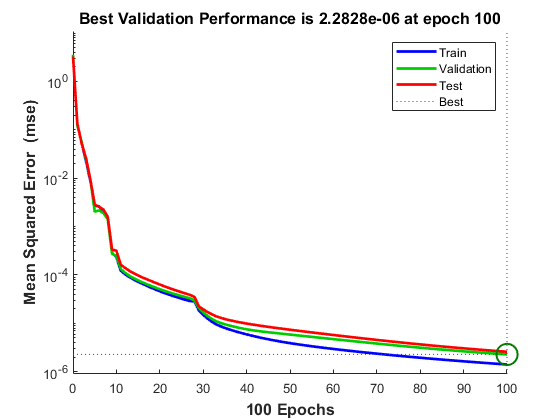 Best Validation Performance is 2.2828e-06 at epoch 100
Mean Squared Error (mse)
10^0
10^-2
10^-4
10^-6
Train
Validation
Test
Best
0 10 20 30 40 50 60 70 80 90 100
100 Epochs